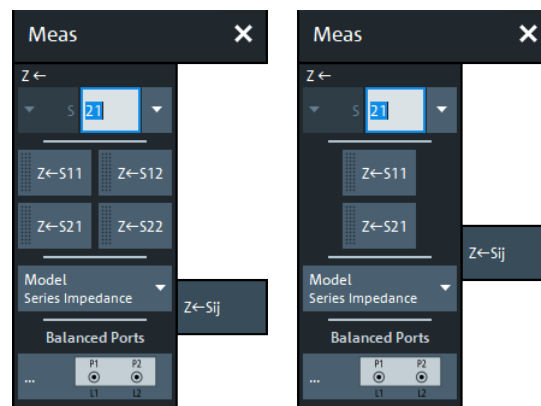 Meas ✕
Z ←
S 21
Z←S11 Z←S12
Z←S21 Z←S22
Model
Series Impedance
Z←Sij
Balanced Ports
... P1 P2
L1 L2
Meas ✕
Z ←
S 21
Z←S11
Z←S21
Z←Sij
Model
Series Impedance
Balanced Ports
... P1 P2
L1 L2